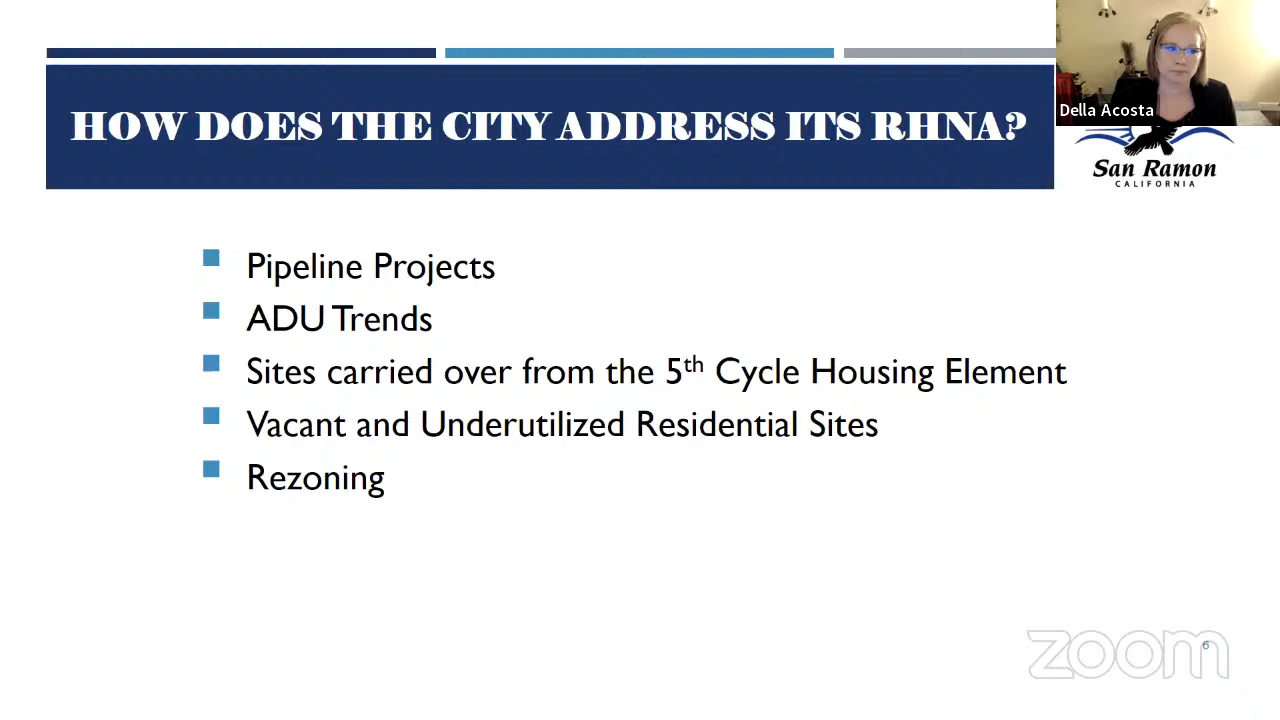 HOW DOES THE CITY ADDRESS ITS RHNA?
Della Acosta
San Ramon
CALIFORNIA
Pipeline Projects
ADU Trends
Sites carried over from the 5th Cycle Housing Element
Vacant and Underutilized Residential Sites
Rezoning
zoom
6